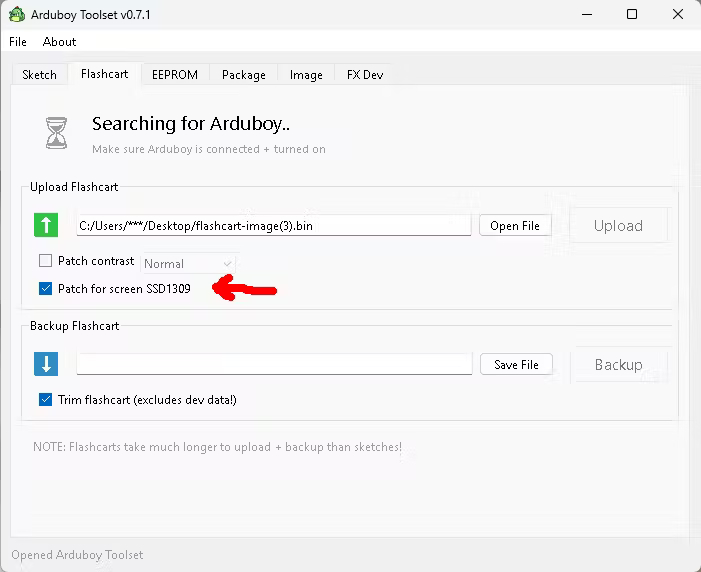 Arduboy Toolset v0.7.1
File About
Sketch Flashcart EEPROM Package Image FX Dev
Searching for Arduboy..
Make sure Arduboy is connected + turned on
Upload Flashcart
C:/Users/***/Desktop/flashcart-image(3).bin Open File Upload
Patch contrast Normal
Patch for screen SSD1309
Backup Flashcart
Save File Backup
Trim flashcart (excludes dev data!)
NOTE: Flashcarts take much longer to upload + backup than sketches!
Opened Arduboy Toolset